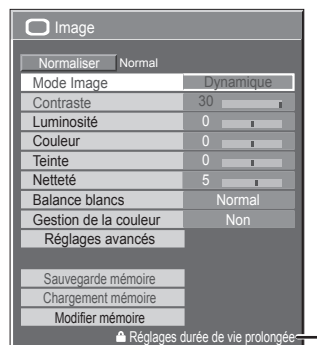 Image
Normaliser Normal
Mode Image Dynamique
Contraste 30
Luminosité 0
Couleur 0
Teinte 0
Netteté 5
Balance blancs Normal
Gestion de la couleur Non
Réglages avancés
Sauvegarde mémoire
Chargement mémoire
Modifier mémoire
Réglages durée de vie prolongée